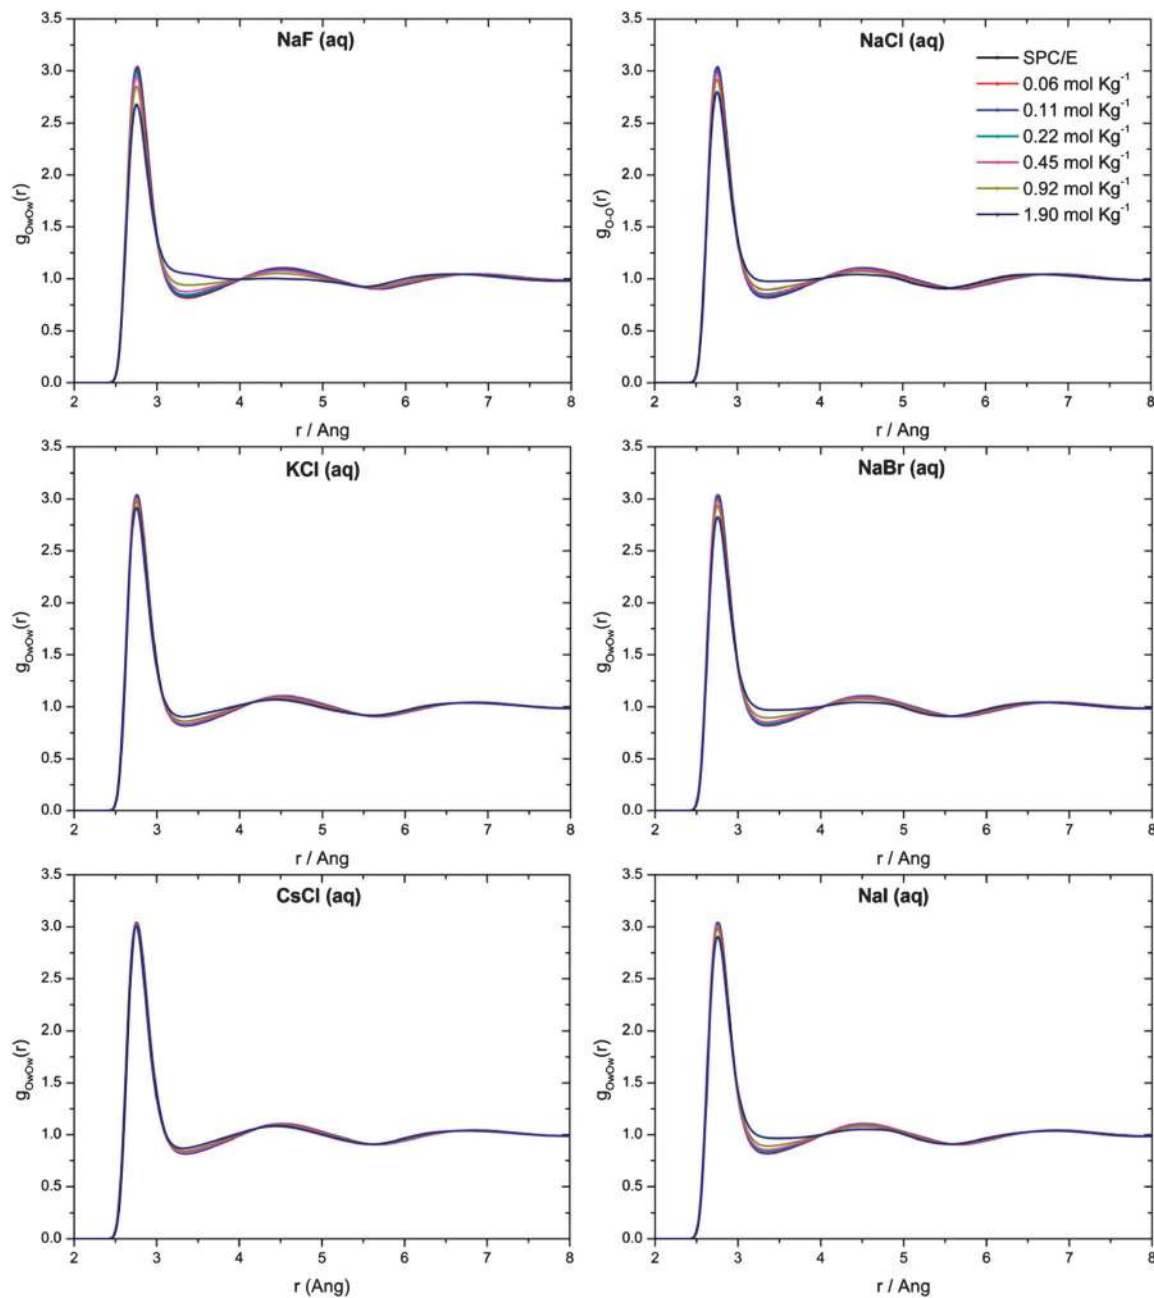 NaF (aq)
3.5
3.0
2.5
2.0
1.5
1.0
0.5
0.0
g_OwOw(r)
2 3 4 5 6 7 8
r / Ang
NaCl (aq)
SPC/E
0.06 mol Kg⁻¹
0.11 mol Kg⁻¹
0.22 mol Kg⁻¹
0.45 mol Kg⁻¹
0.92 mol Kg⁻¹
1.90 mol Kg⁻¹
3.5
3.0
2.5
2.0
1.5
1.0
0.5
0.0
g_O-O(r)
2 3 4 5 6 7 8
r / Ang
KCl (aq)
3.5
3.0
2.5
2.0
1.5
1.0
0.5
0.0
g_OwOw(r)
2 3 4 5 6 7 8
r / Ang
NaBr (aq)
3.5
3.0
2.5
2.0
1.5
1.0
0.5
0.0
g_OwOw(r)
2 3 4 5 6 7 8
r / Ang
CsCl (aq)
3.5
3.0
2.5
2.0
1.5
1.0
0.5
0.0
g_OwOw(r)
2 3 4 5 6 7 8
r (Ang)
NaI (aq)
3.5
3.0
2.5
2.0
1.5
1.0
0.5
0.0
g_OwOw(r)
2 3 4 5 6 7 8
r / Ang